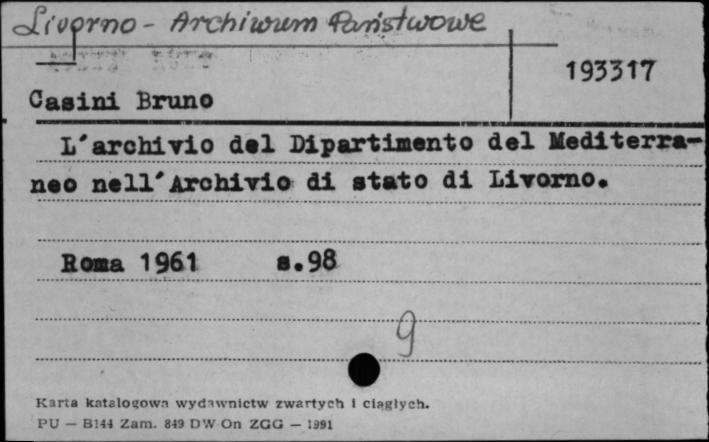 Livorno - Archiwum Państwowe
193317
Casini Bruno
L'archivio del Dipartimento del Mediterra-
neo nell'Archivio di stato di Livorno.
Roma 1961 s.98
9
Karta katalogowa wydawnictw zwartych i ciągłych.
PU — B144 Zam. 849 DW On ZGG — 1991